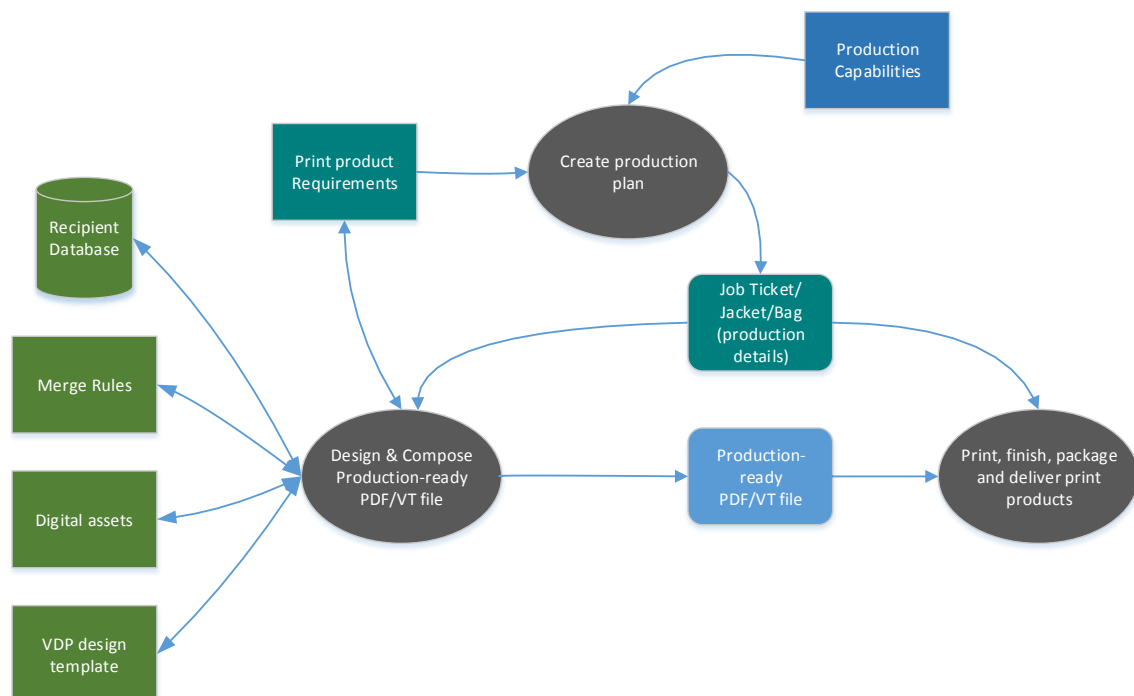 Production
Capabilities
Print product
Requirements
Create production
plan
Recipient
Database
Job Ticket/
Jacket/Bag
(production
details)
Merge Rules
Design & Compose
Production-ready
PDF/VT file
Production-
ready
PDF/VT file
Print, finish, package
and deliver print
products
Digital assets
VDP design
template